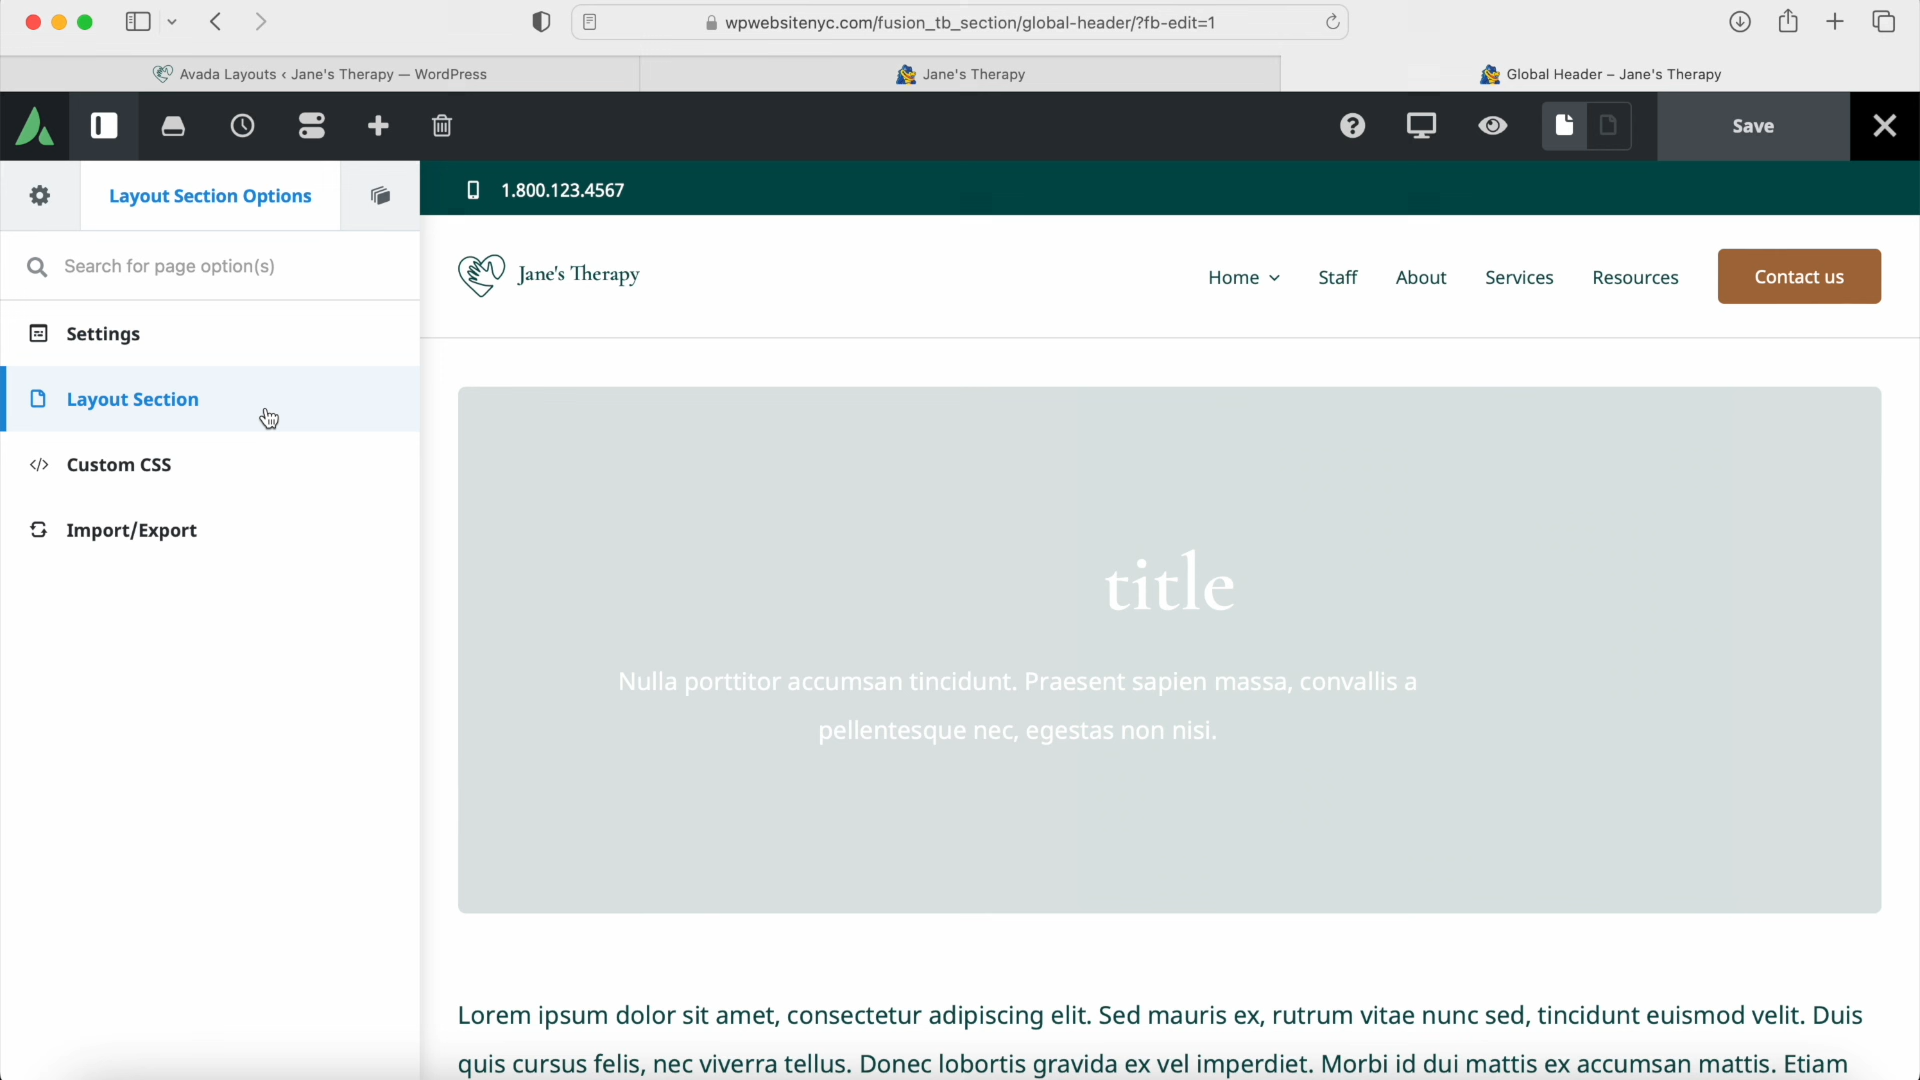 wpwebsitenyc.com/fusion_tb_section/global-header/?fb-edit=1
Avada Layouts ‹ Jane's Therapy — WordPress
Jane's Therapy
Global Header – Jane's Therapy
Save
Layout Section Options
1.800.123.4567
Search for page option(s)
Jane's Therapy
Home
Staff
About
Services
Resources
Contact us
Settings
Layout Section
Custom CSS
Import/Export
title
Nulla porttitor accumsan tincidunt. Praesent sapien massa, convallis a
pellentesque nec, egestas non nisi.
Lorem ipsum dolor sit amet, consectetur adipiscing elit. Sed mauris ex, rutrum vitae nunc sed, tincidunt euismod velit. Duis
quis cursus felis, nec viverra tellus. Donec lobortis gravida ex vel imperdiet. Morbi id dui mattis ex accumsan mattis. Etiam